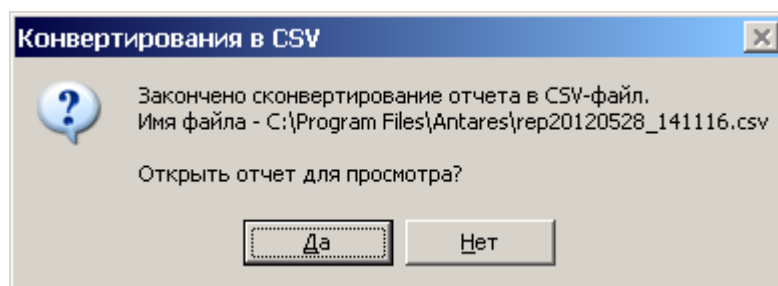 Конвертирования в CSV
Закончено сконвертирование отчета в CSV-файл.
Имя файла - C:\Program Files\Antares\rep20120528_141116.csv
Открыть отчет для просмотра?
Да
Нет